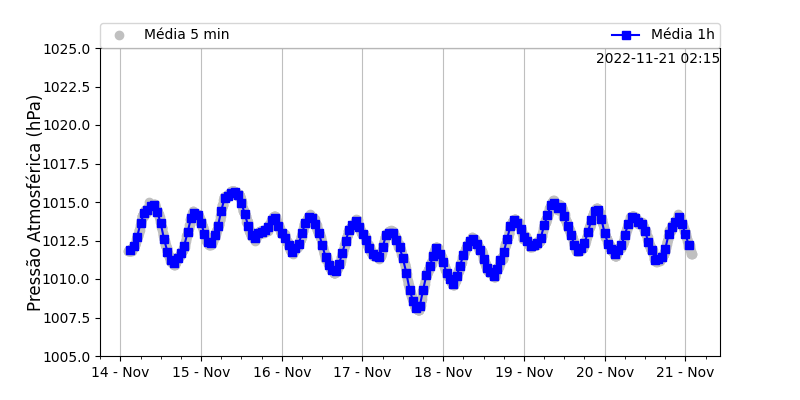 Média 5 min
Média 1h
2022-11-21 02:15
Pressão Atmosférica (hPa)
1025.0
1022.5
1020.0
1017.5
1015.0
1012.5
1010.0
1007.5
1005.0
14 - Nov
15 - Nov
16 - Nov
17 - Nov
18 - Nov
19 - Nov
20 - Nov
21 - Nov